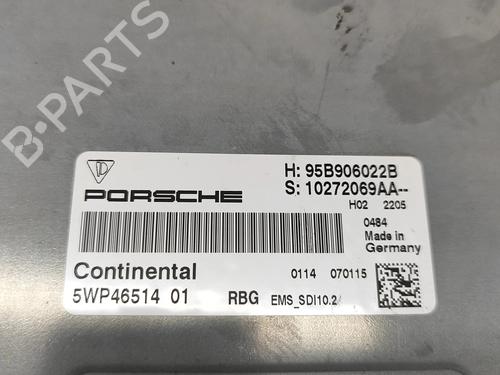 B-PARTS
H: 95B906022B
PORSCHE
S: 10272069AA--
H02 2205
0484
Made in
Germany
Continental
0114 070115
5WP46514 01
RBG EMS_SDI10.2